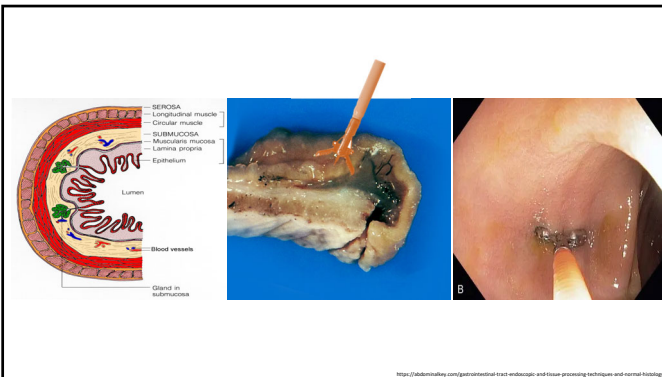 SEROSA
Longitudinal muscle
Circular muscle
SUBMUCOSA
Muscularis mucosa
Lamina propria
Epithelium
Lumen
Blood vessels
Gland in
submucosa
B
https://abdominalkey.com/gastrointestinal-tract-endoscopic-and-tissue-processing-techniques-and-normal-histology